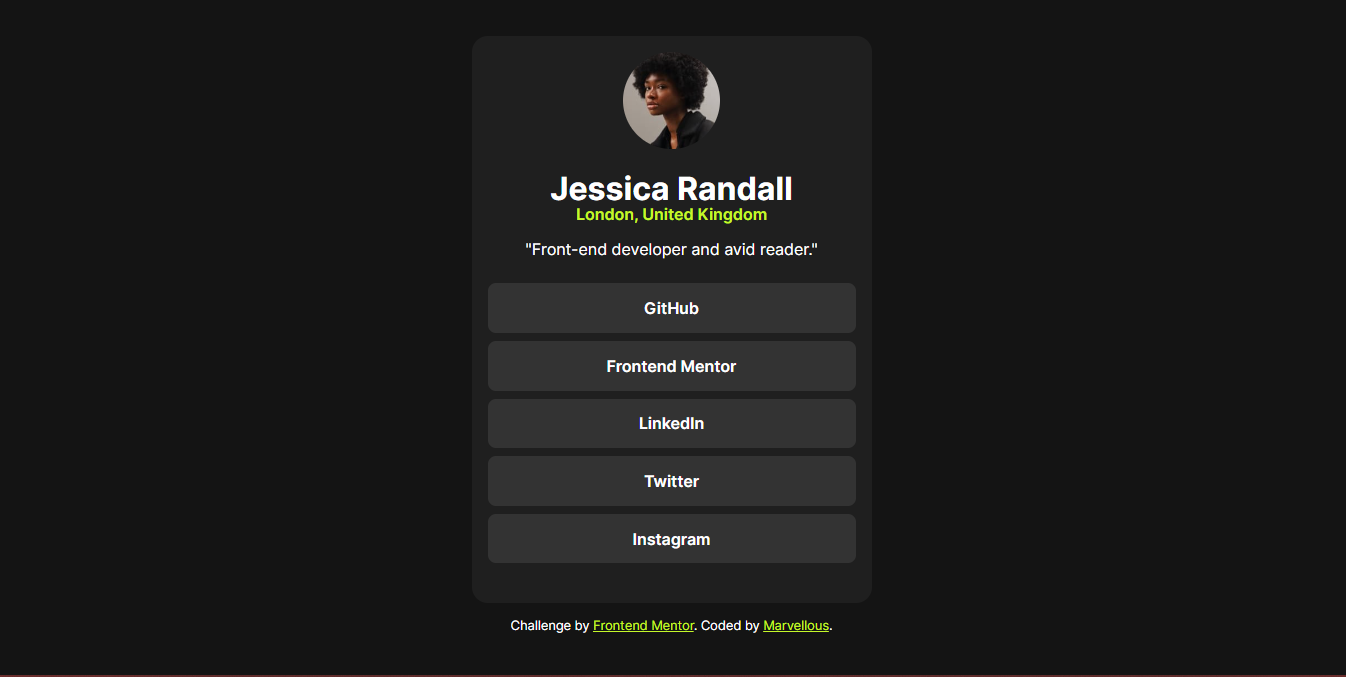 Jessica Randall
London, United Kingdom
"Front-end developer and avid reader."
GitHub
Frontend Mentor
LinkedIn
Twitter
Instagram
Challenge by Frontend Mentor. Coded by Marvellous.